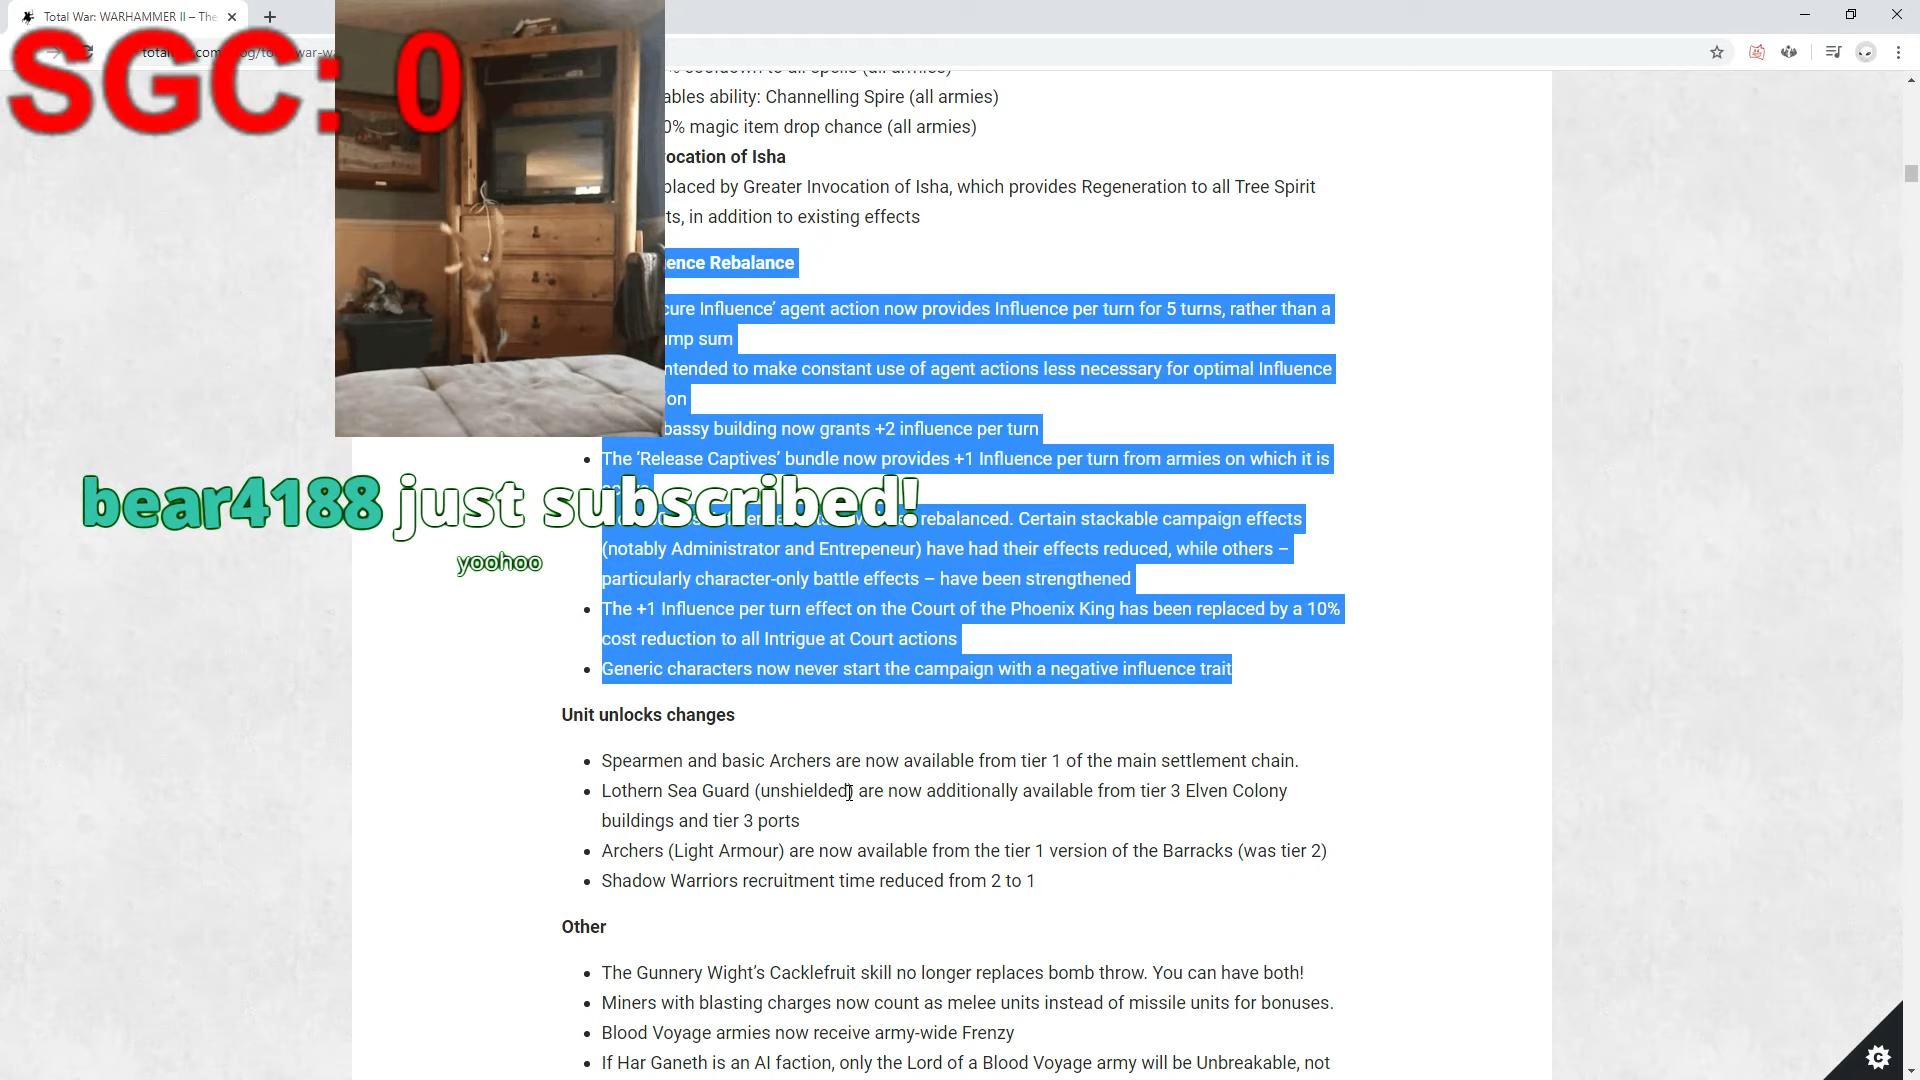 Total War: WARHAMMER II – The
SGC: 0
ables ability: Channelling Spire (all armies)
0% magic item drop chance (all armies)
vocation of Isha
placed by Greater Invocation of Isha, which provides Regeneration to all Tree Spirit
ts, in addition to existing effects
ence Rebalance
cure Influence’ agent action now provides Influence per turn for 5 turns, rather than a
ump sum
ntended to make constant use of agent actions less necessary for optimal Influence
on
bassy building now grants +2 influence per turn
• The ‘Release Captives’ bundle now provides +1 Influence per turn from armies on which it is
bear4188 just subscribed!
yoohoo
rebalanced. Certain stackable campaign effects
(notably Administrator and Entrepeneur) have had their effects reduced, while others –
particularly character-only battle effects – have been strengthened
• The +1 Influence per turn effect on the Court of the Phoenix King has been replaced by a 10%
cost reduction to all Intrigue at Court actions
• Generic characters now never start the campaign with a negative influence trait
Unit unlocks changes
• Spearmen and basic Archers are now available from tier 1 of the main settlement chain.
• Lothern Sea Guard (unshielded) are now additionally available from tier 3 Elven Colony
buildings and tier 3 ports
• Archers (Light Armour) are now available from the tier 1 version of the Barracks (was tier 2)
• Shadow Warriors recruitment time reduced from 2 to 1
Other
• The Gunnery Wight’s Cacklefruit skill no longer replaces bomb throw. You can have both!
• Miners with blasting charges now count as melee units instead of missile units for bonuses.
• Blood Voyage armies now receive army-wide Frenzy
• If Har Ganeth is an AI faction, only the Lord of a Blood Voyage army will be Unbreakable, not